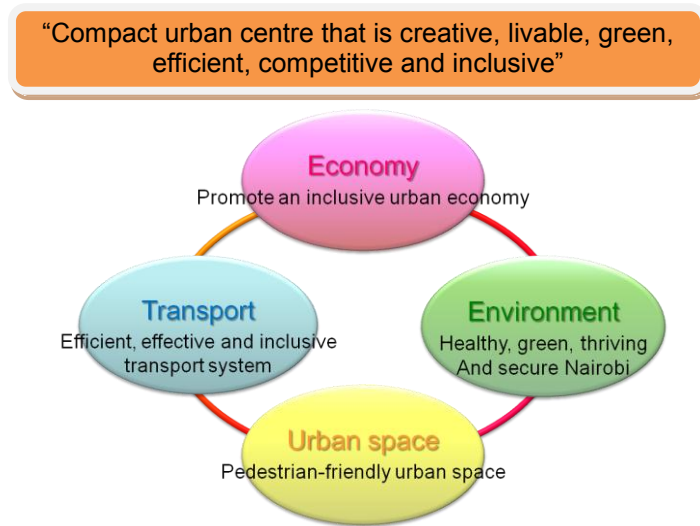 “Compact urban centre that is creative, livable, green,
efficient, competitive and inclusive”
Economy
Promote an inclusive urban economy
Transport
Efficient, effective and inclusive
transport system
Environment
Healthy, green, thriving
And secure Nairobi
Urban space
Pedestrian-friendly urban space